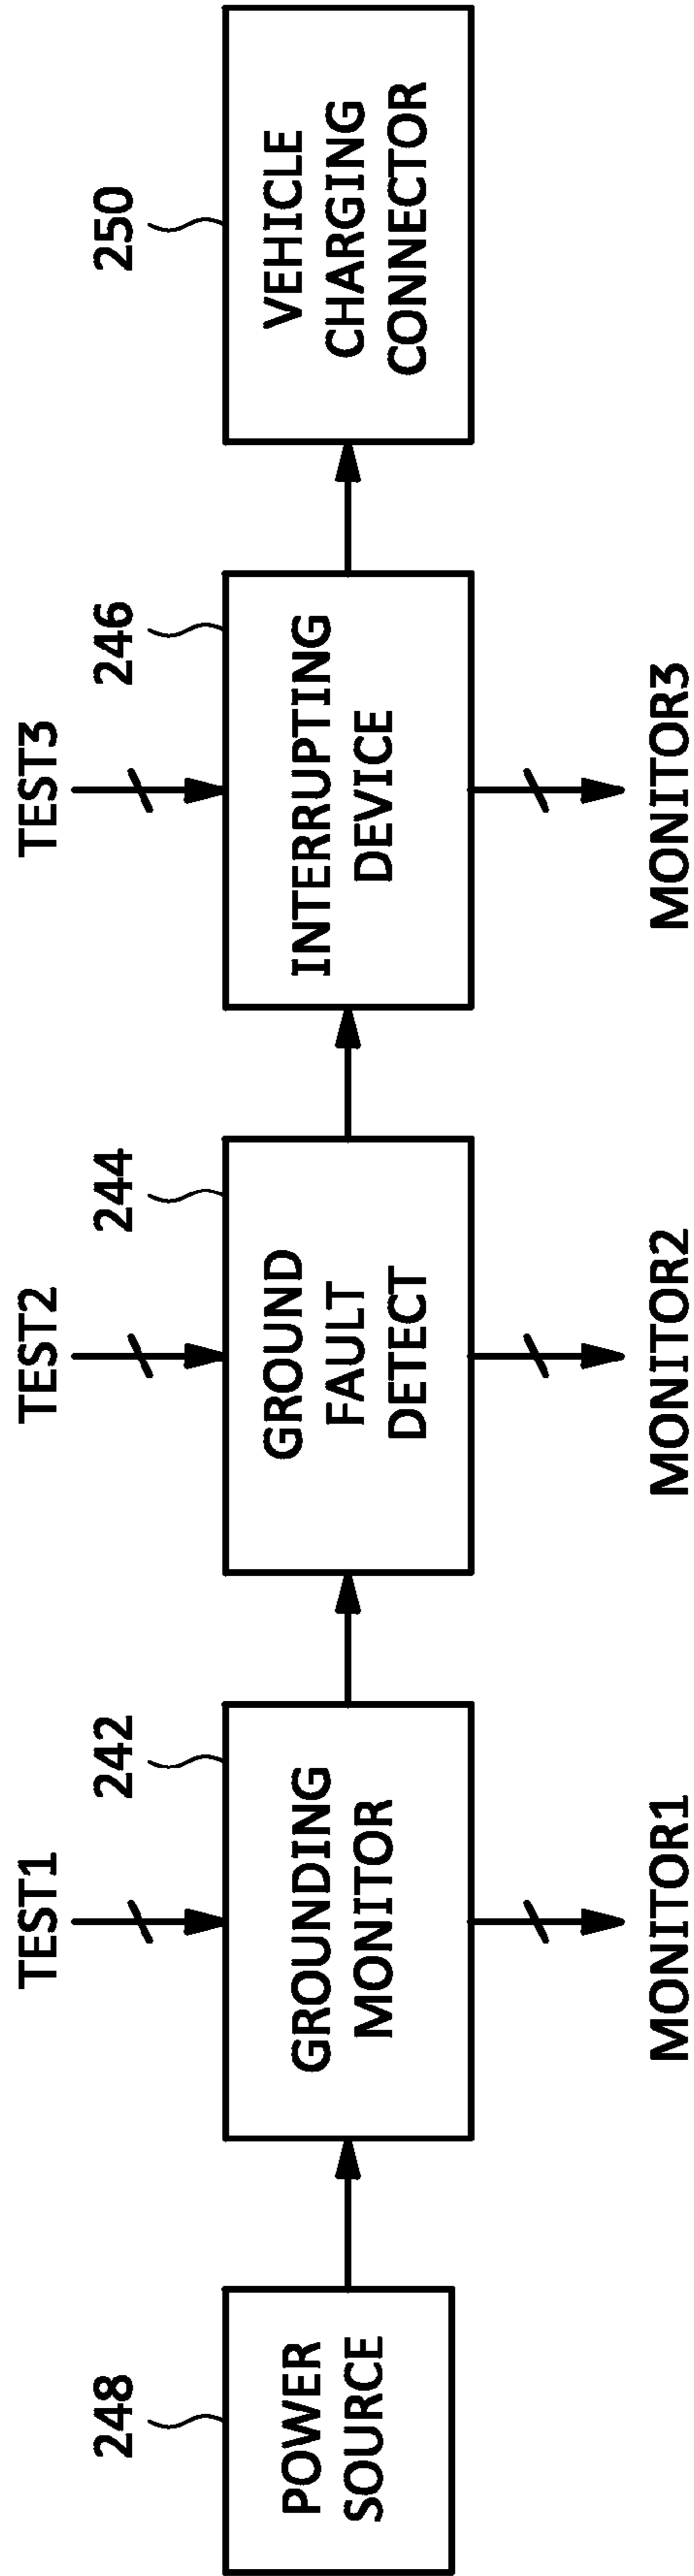 TEST1
TEST2
TEST3
248
242
244
246
250
POWER
SOURCE
GROUNDING
MONITOR
GROUND
FAULT
DETECT
INTERRUPTING
DEVICE
VEHICLE
CHARGING
CONNECTOR
MONITOR1
MONITOR2
MONITOR3